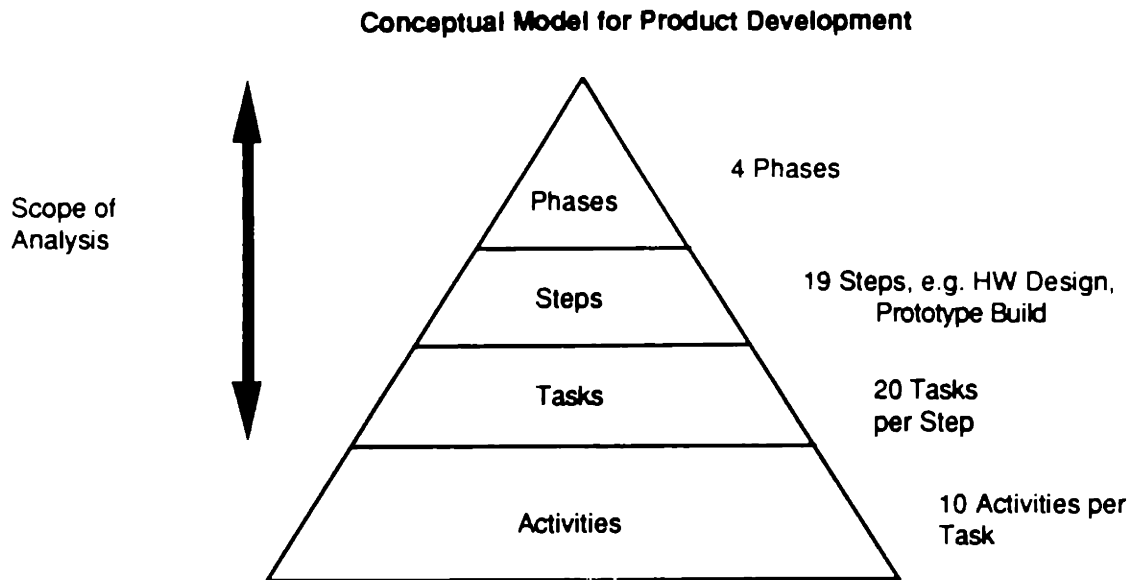 Conceptual Model for Product Development
Scope of
Analysis
Phases
4 Phases
Steps
19 Steps, e.g. HW Design,
Prototype Build
Tasks
20 Tasks
per Step
Activities
10 Activities per
Task